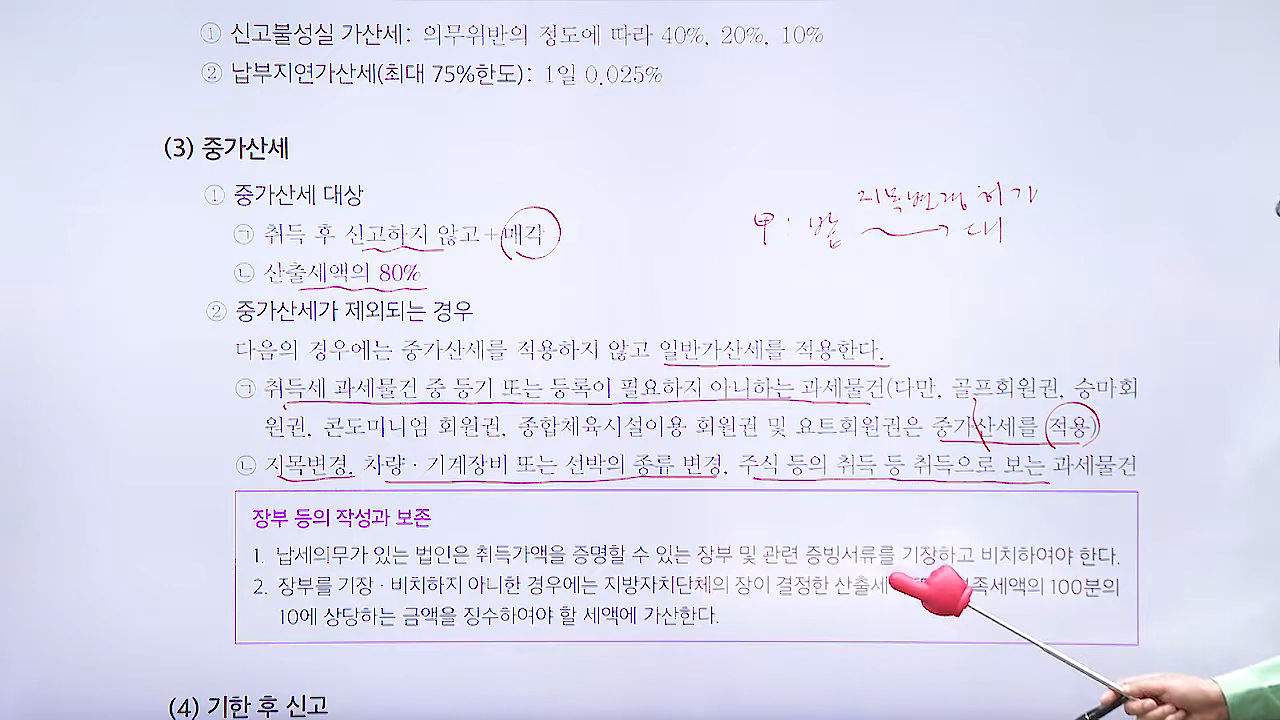 ① 신고불성실 가산세: 의무위반의 정도에 따라 40%, 20%, 10%
② 납부지연가산세(최대 75%한도): 1일 0.025%
(3) 중가산세
① 중가산세 대상
㉠ 취득 후 신고하지 않고+매각
㉡ 산출세액의 80%
지목변경 허가
甲: 밭 → 대
② 중가산세가 제외되는 경우
다음의 경우에는 중가산세를 적용하지 않고 일반가산세를 적용한다.
㉠ 취득세 과세물건 중 등기 또는 등록이 필요하지 아니하는 과세물건(다만, 골프회원권, 승마회
원권, 콘도미니엄 회원권, 종합체육시설이용 회원권 및 요트회원권은 중가산세를 적용)
㉡ 지목변경, 차량·기계장비 또는 선박의 종류 변경, 주식 등의 취득 등 취득으로 보는 과세물건
장부 등의 작성과 보존
1. 납세의무가 있는 법인은 취득가액을 증명할 수 있는 장부 및 관련 증빙서류를 기장하고 비치하여야 한다.
2. 장부를 기장·비치하지 아니한 경우에는 지방자치단체의 장이 결정한 산출세 족세액의 100분의
10에 상당하는 금액을 징수하여야 할 세액에 가산한다.
(4) 기한 후 신고